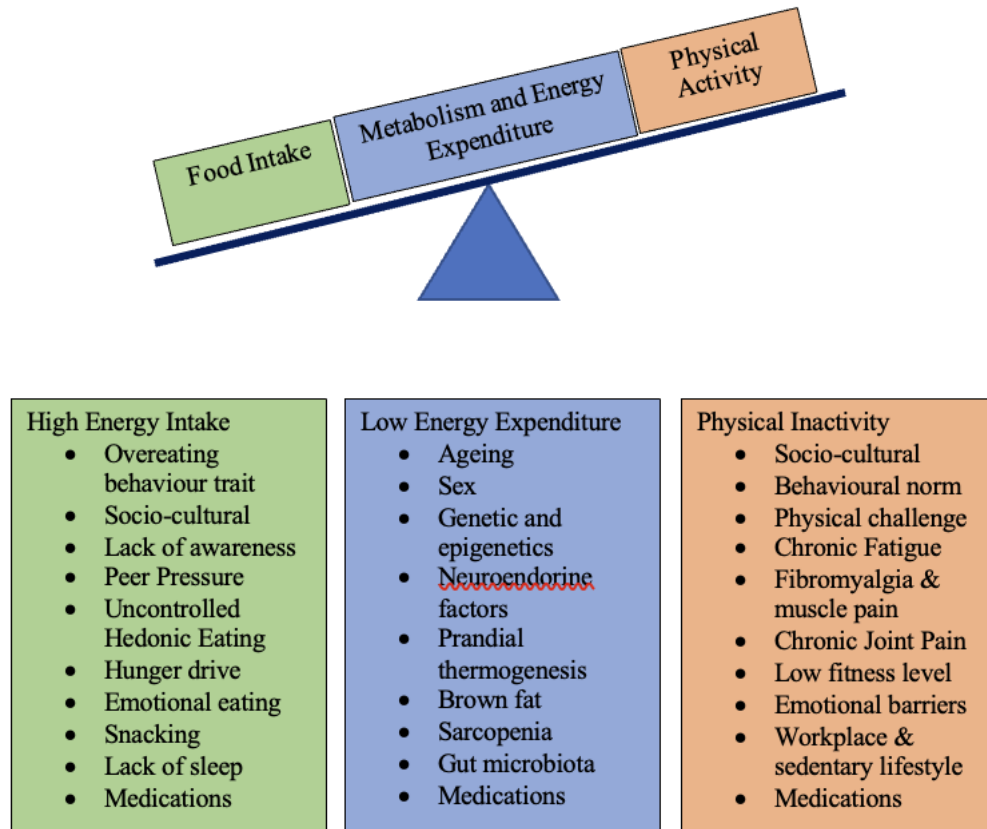 Food Intake
Metabolism and Energy
Expenditure
Physical
Activity
High Energy Intake
• Overeating
behaviour trait
• Socio-cultural
• Lack of awareness
• Peer Pressure
• Uncontrolled
Hedonic Eating
• Hunger drive
• Emotional eating
• Snacking
• Lack of sleep
• Medications
Low Energy Expenditure
• Ageing
• Sex
• Genetic and
epigenetics
• Neuroendorine
factors
• Prandial
thermogenesis
• Brown fat
• Sarcopenia
• Gut microbiota
• Medications
Physical Inactivity
• Socio-cultural
• Behavioural norm
• Physical challenge
• Chronic Fatigue
• Fibromyalgia &
muscle pain
• Chronic Joint Pain
• Low fitness level
• Emotional barriers
• Workplace &
sedentary lifestyle
• Medications